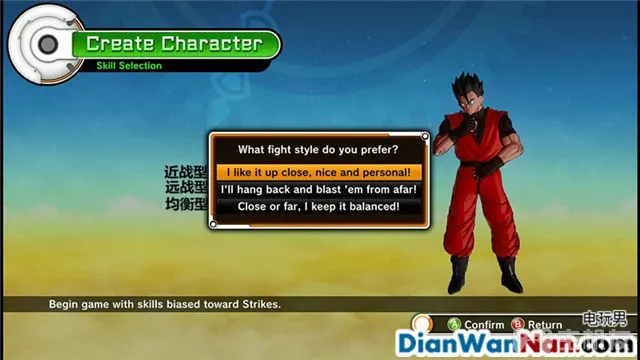 Create Character
Skill Selection
What fight style do you prefer?
近战型 I like it up close, nice and personal!
远战型 I'll hang back and blast 'em from afar!
均衡型 Close or far, I keep it balanced!
Begin game with skills biased toward Strikes.
A Confirm B Return
电玩男
DianWanNan.com